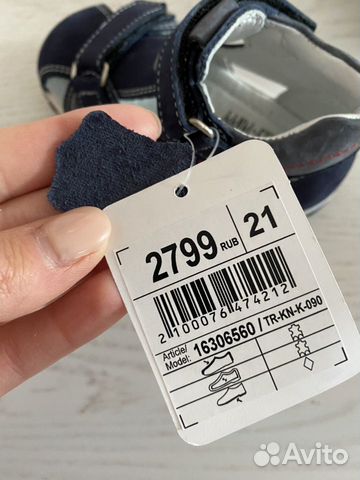 2799 RUB 21
2100076474212
Article/
Model: 16306560 / TR-KN-K-090
Avito